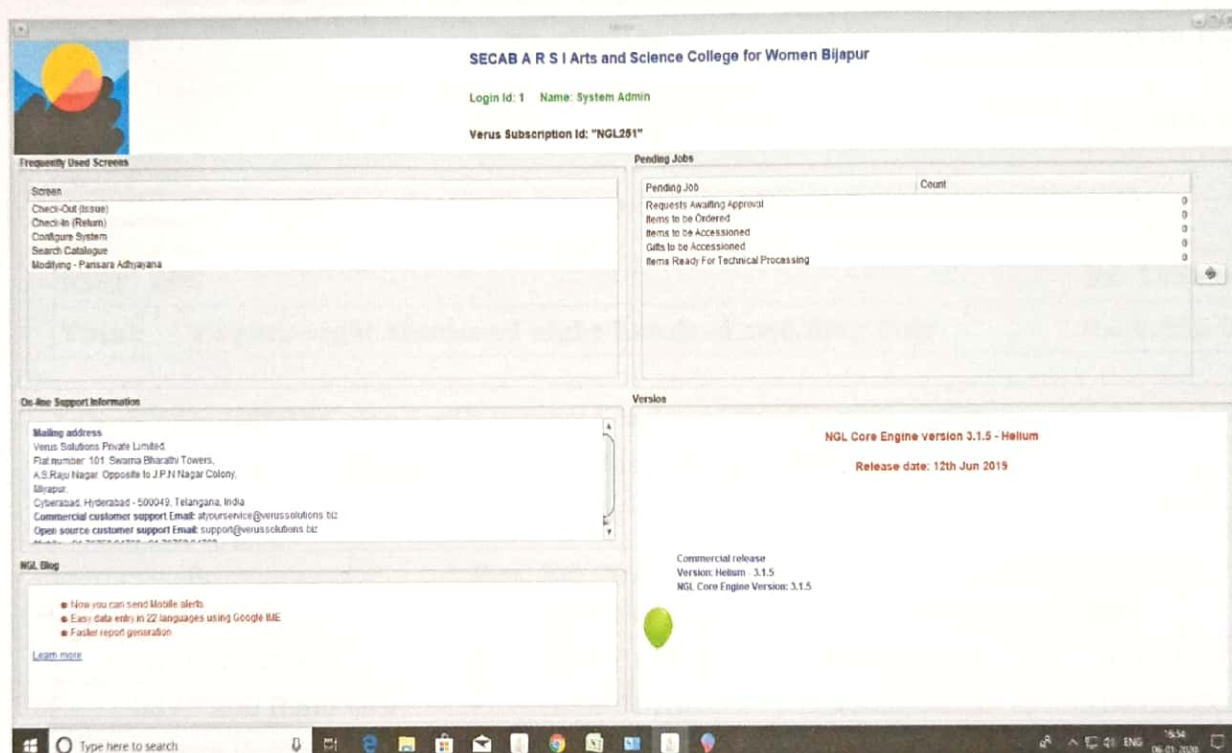 SECAB A R S I Arts and Science College for Women Bijapur
Login Id: 1 Name: System Admin
Verus Subscription Id: "NGL251"
Frequently Used Screens
Screen
Check-Out (Issue)
Check-In (Return)
Configure System
Search Catalogue
Modifying - Pansara Adhyayana
Pending Jobs
Pending Job Count
Requests Awaiting Approval 0
Items to be Ordered 0
Items to be Accessioned 0
Gifts to be Accessioned 0
Items Ready For Technical Processing 0
On-line Support Information
Mailing address
Verus Solutions Private Limited,
Flat number: 101. Swarna Bharathi Towers,
A.S.Raju Nagar. Opposite to J.P.N Nagar Colony,
Miyapur,
Cyberabad, Hyderabad - 500049, Telangana, India
Commercial customer support Email: atyourservice@verussolutions.biz
Open source customer support Email: support@verussolutions.biz
Version
NGL Core Engine version 3.1.5 - Helium
Release date: 12th Jun 2019
Commercial release
Version: Helium - 3.1.5
NGL Core Engine Version: 3.1.5
NGL Blog
Now you can send Mobile alerts
Easy data entry in 22 languages using Google IME
Faster report generation
Learn more
Type here to search
ENG
16:34